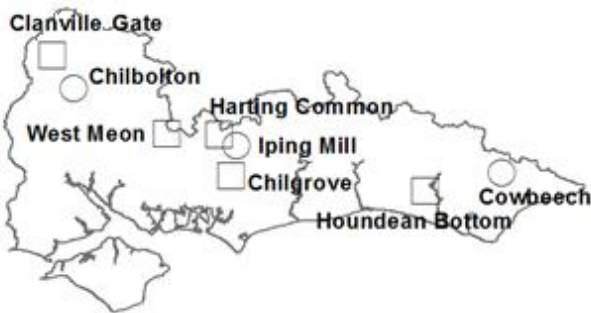 Clanville Gate
Chilbolton
Harting Common
West Meon
Iping Mill
Chilgrove
Cowbeech
Houndean Bottom